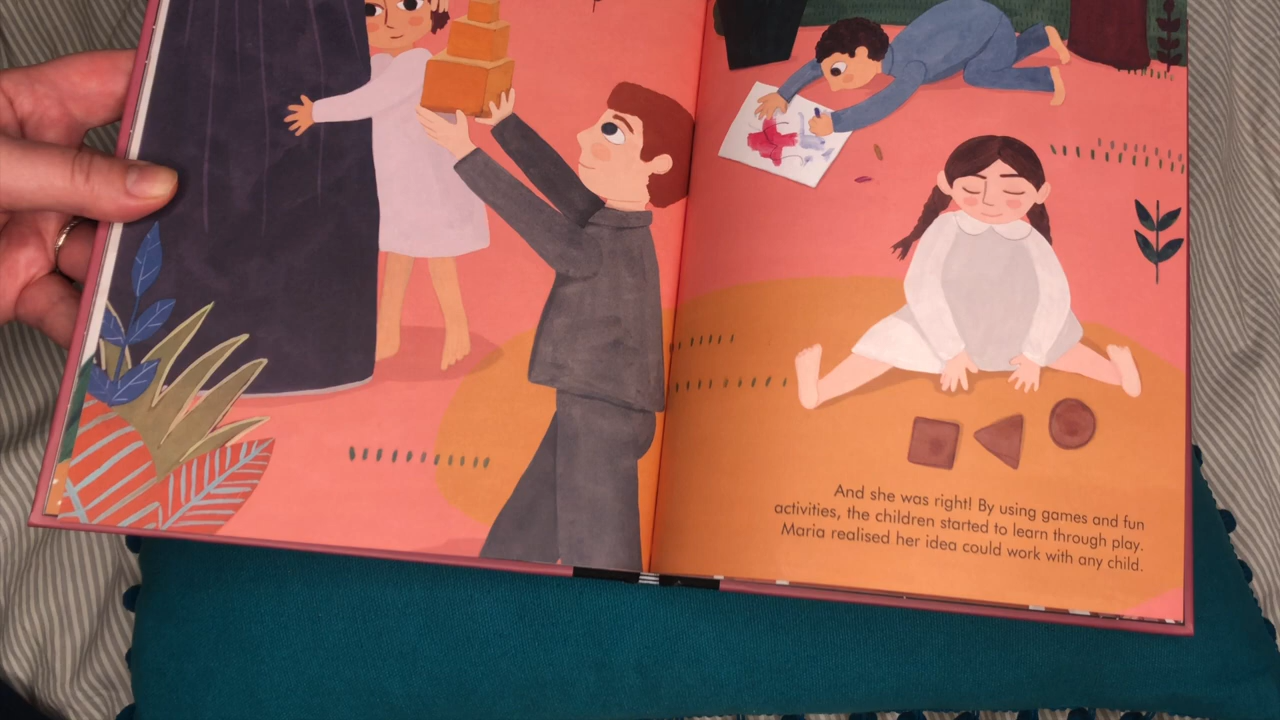 And she was right! By using games and fun
activities, the children started to learn through play.
Maria realised her idea could work with any child.